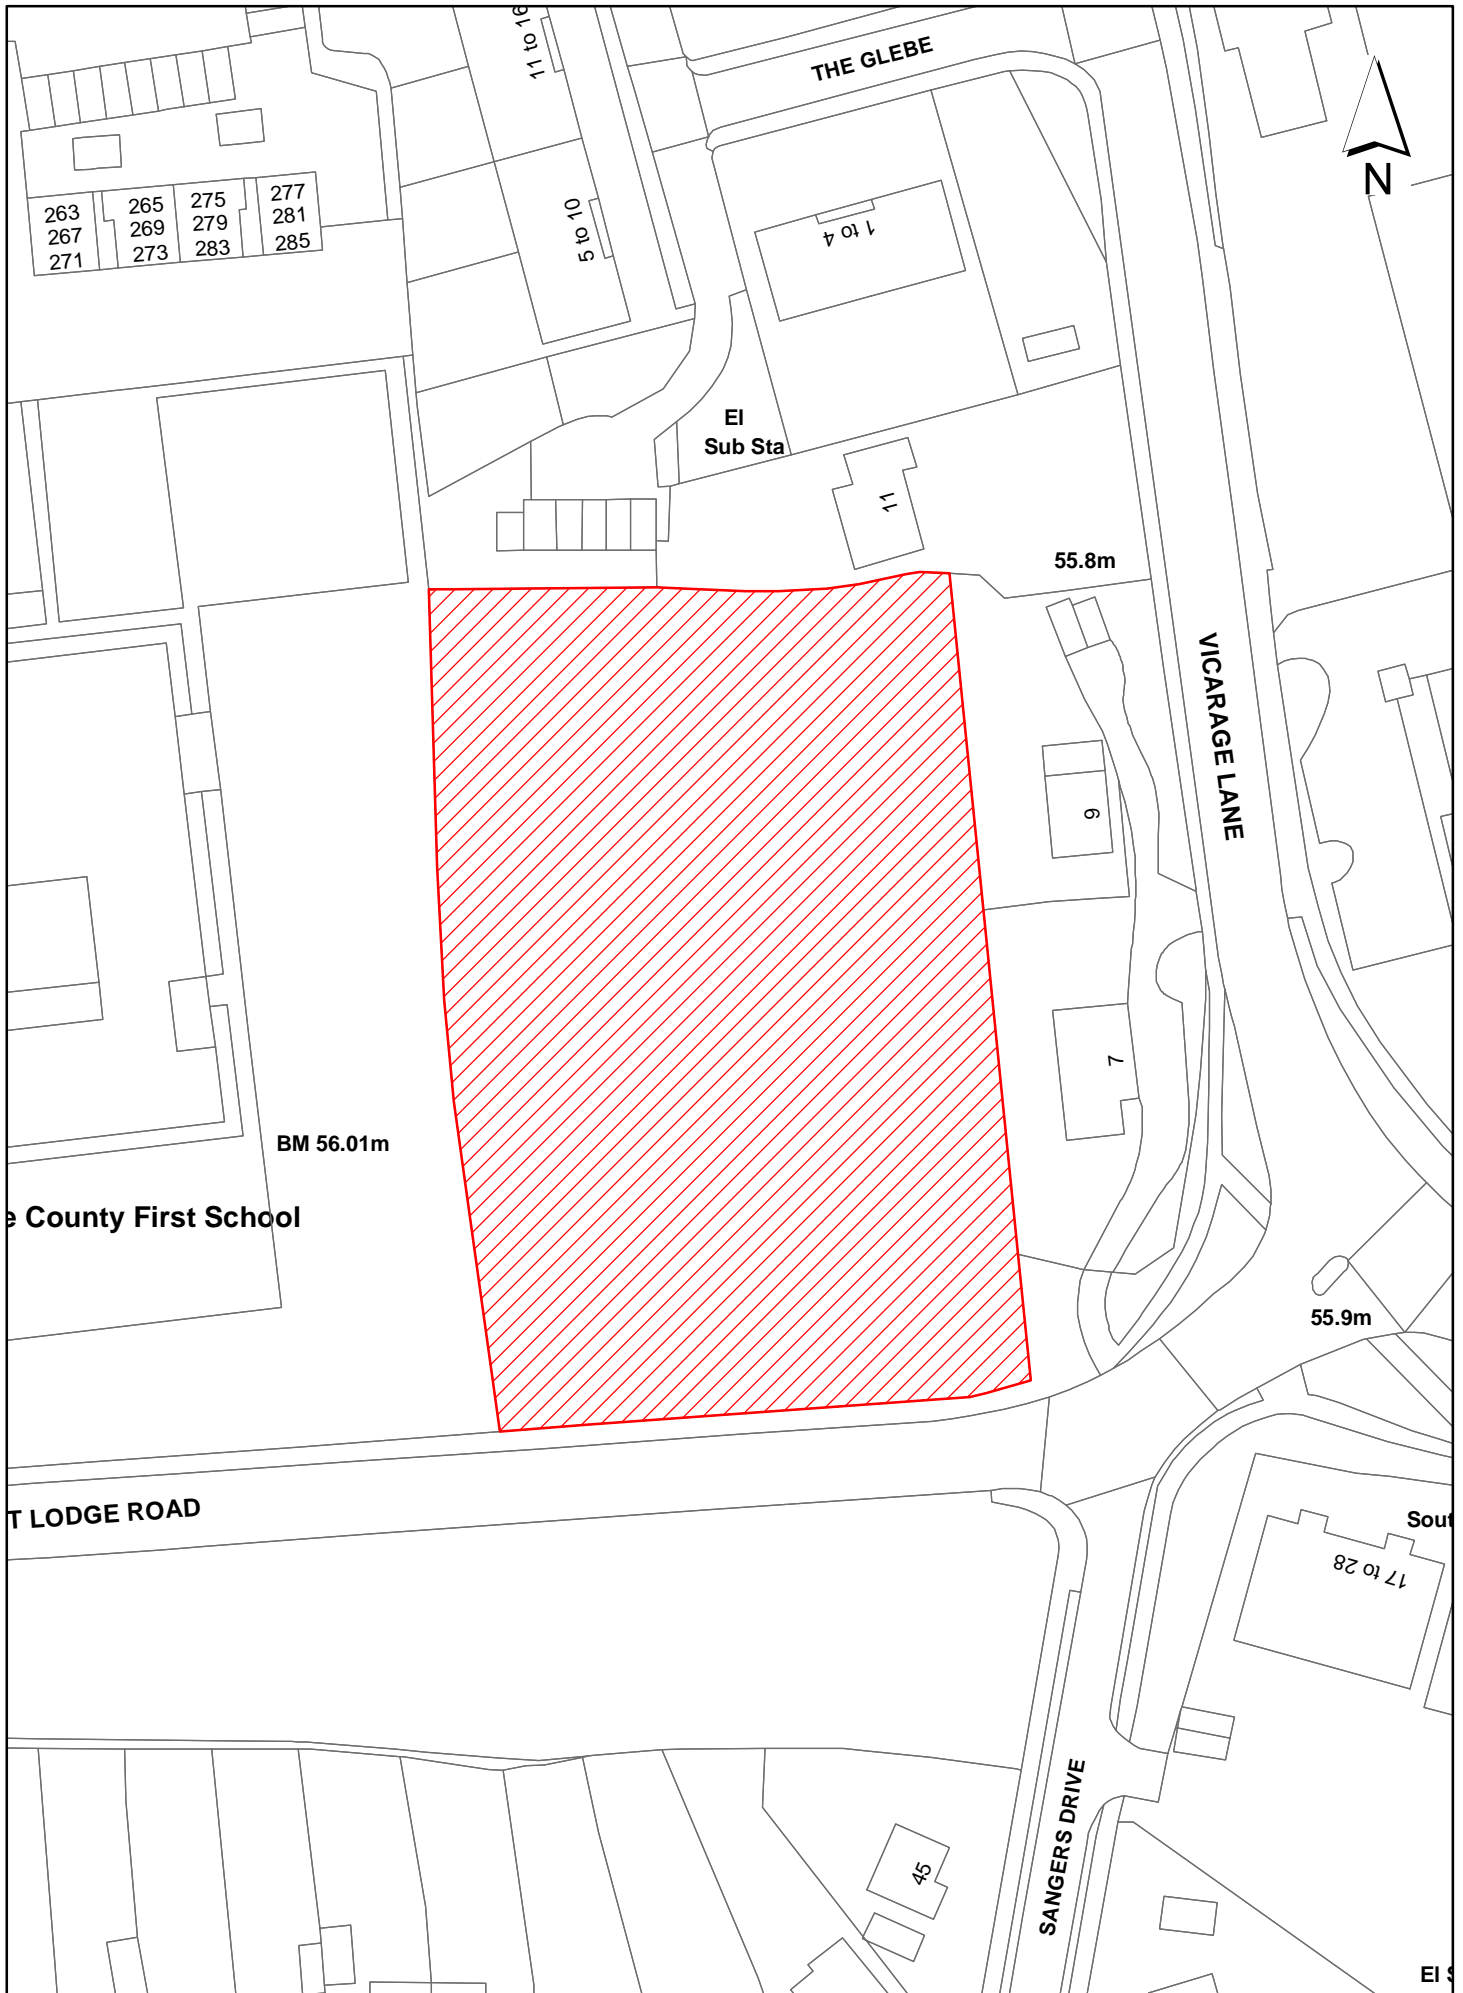 11 to 16
THE GLEBE
N
263
267
271
265
269
273
275
279
283
277
281
285
5 to 10
1 to 4
El
Sub Sta
11
55.8m
VICARAGE LANE
9
7
BM 56.01m
e County First School
55.9m
T LODGE ROAD
Sout
17 to 28
SANGERS DRIVE
45
El S